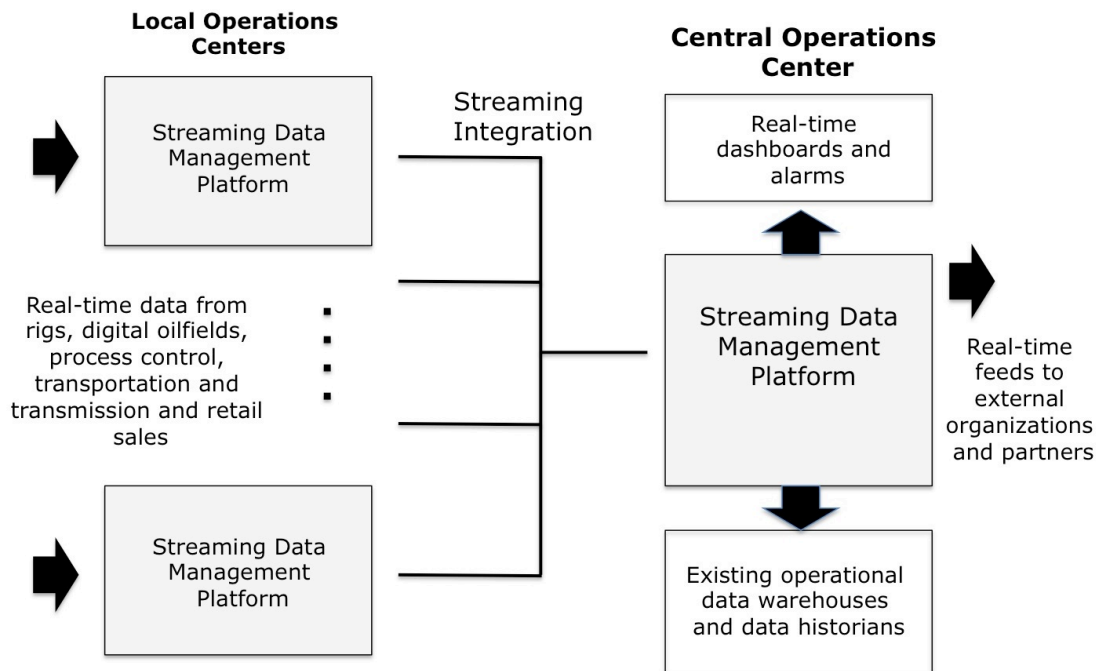 Local Operations
Centers
Streaming Data
Management
Platform
Real-time data from
rigs, digital oilfields,
process control,
transportation and
transmission and retail
sales
Streaming Data
Management
Platform
Streaming
Integration
Central Operations
Center
Real-time
dashboards and
alarms
Streaming Data
Management
Platform
Real-time
feeds to
external
organizations
and partners
Existing operational
data warehouses
and data historians